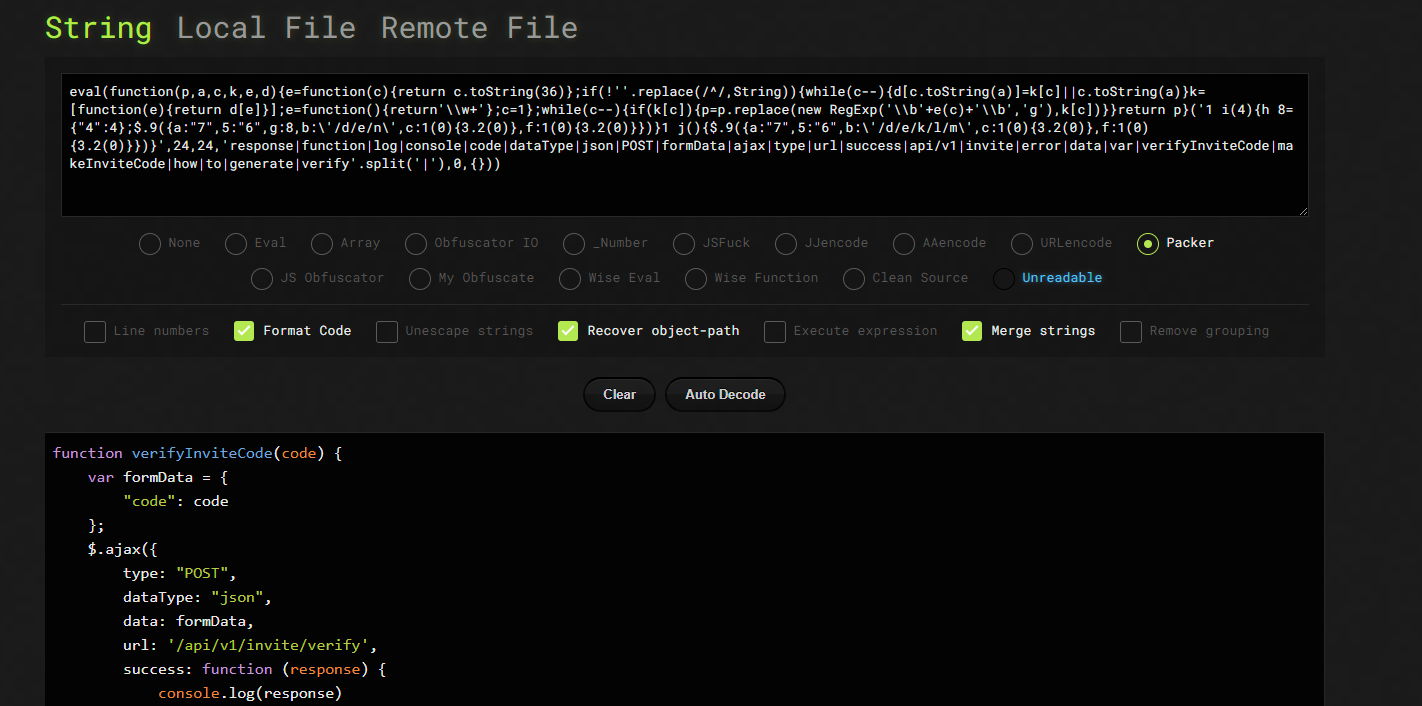 String Local File Remote File
eval(function(p,a,c,k,e,d){e=function(c){return c.toString(36)};if(!''.replace(/^/,String)){while(c--){d[c.toString(a)]=k[c]||c.toString(a)}k=
[function(e){return d[e]}];e=function(){return'\\w+'};c=1};while(c--){if(k[c]){p=p.replace(new RegExp('\\b'+e(c)+'\\b','g'),k[c])}}return p}('1 i(4){h 8=
{"4":4};$.9({a:"7",5:"6",g:8,b:\'/d/e/n\',c:1(0){3.2(0)},f:1(0){3.2(0)}})}1 j(){$.9({a:"7",5:"6",b:\'/d/e/k/l/m\',c:1(0){3.2(0)},f:1(0)
{3.2(0)}})}',24,24,'response|function|log|console|code|dataType|json|POST|formData|ajax|type|url|success|api/v1|invite|error|data|var|verifyInviteCode|ma
keInviteCode|how|to|generate|verify'.split('|'),0,{}))
None Eval Array Obfuscator IO _Number JSFuck JJencode AAencode URLencode Packer
JS Obfuscator My Obfuscate Wise Eval Wise Function Clean Source Unreadable
Line numbers Format Code Unescape strings Recover object-path Execute expression Merge strings Remove grouping
Clear Auto Decode
function verifyInviteCode(code) {
    var formData = {
        "code": code
    };
    $.ajax({
        type: "POST",
        dataType: "json",
        data: formData,
        url: '/api/v1/invite/verify',
        success: function (response) {
            console.log(response)